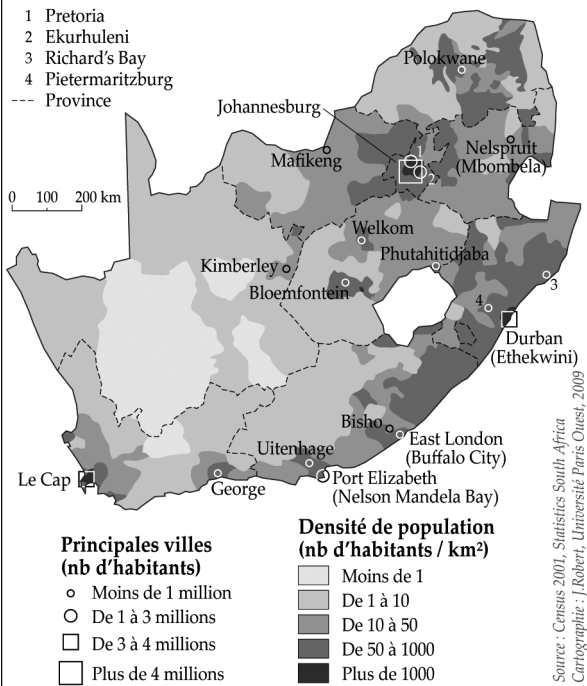 1 Pretoria
2 Ekurhuleni
3 Richard's Bay
4 Pietermaritzburg
--- Province
0 100 200 km
Polokwane
Johannesburg
1
Mafikeng
Nelspruit
(Mbombela)
2
Welkom
Phutahitidjaba
Kimberley
Bloemfontein
3
4
Durban
(Ethekwini)
Bisho
East London
(Buffalo City)
Uitenhage
Le Cap
George
Port Elizabeth
(Nelson Mandela Bay)
Principales villes
(nb d'habitants)
Moins de 1 million
De 1 à 3 millions
De 3 à 4 millions
Plus de 4 millions
Densité de population
(nb d'habitants / km²)
Moins de 1
De 1 à 10
De 10 à 50
De 50 à 1000
Plus de 1000
Source : Census 2001, Statistics South Africa
Cartographie : J.Robert, Université Paris Ouest, 2009